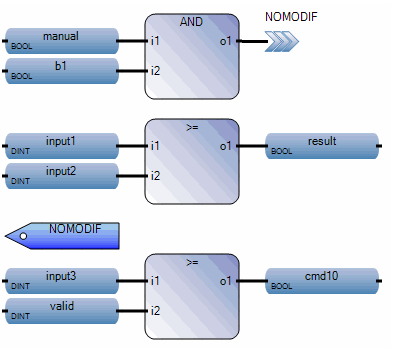 AND NOMODIF
manual i1 o1
BOOL
b1 i2
BOOL
>=
input1 i1 o1 result
DINT BOOL
input2 i2
DINT
NOMODIF
>=
input3 i1 o1 cmd10
DINT BOOL
valid i2
DINT